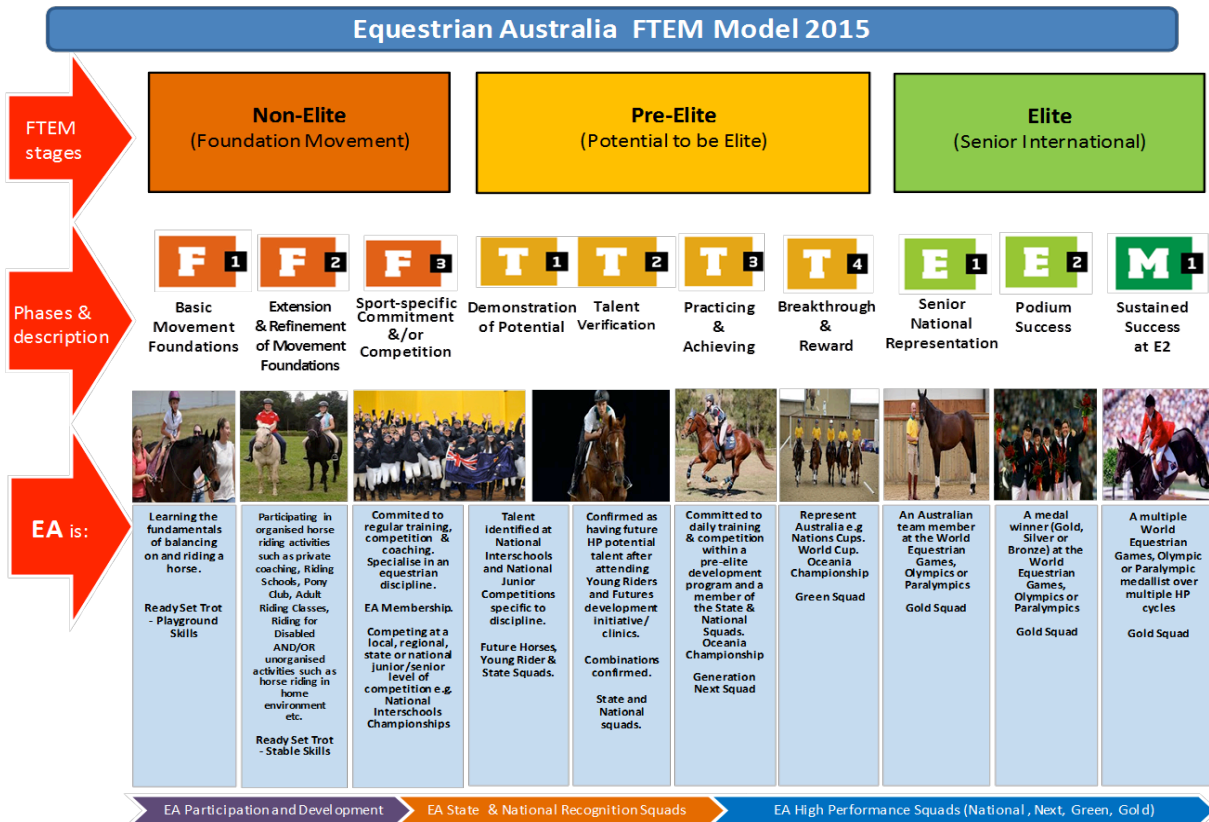 Equestrian Australia FTEM Model 2015
FTEM
stages
Non-Elite
(Foundation Movement)
Pre-Elite
(Potential to be Elite)
Elite
(Senior International)
Phases &
description
F 1
Basic
Movement
Foundations
F 2
Extension
& Refinement
of Movement
Foundations
F 3
Sport-specific
Commitment
&/or
Competition
T 1
Demonstration
of Potential
T 2
Talent
Verification
T 3
Practicing
&
Achieving
T 4
Breakthrough
&
Reward
E 1
Senior
National
Representation
E 2
Podium
Success
M 1
Sustained
Success
at E2
EA is:
Learning the
fundamentals
of balancing
on and riding a
horse.
Ready Set Trot
- Playground
Skills
Participating in
organised horse
riding activities
such as private
coaching, Riding
Schools, Pony
Club, Adult
Riding Classes,
Riding for
Disabled
AND/OR
unorganised
activities such as
horse riding in
home
environment
etc.
Ready Set Trot
- Stable Skills
Commited to
regular training,
competition &
coaching.
Specialise in an
equestrian
discipline.
EA Membership.
Competing at a
local, regional,
state or national
junior/senior
level of
competition e.g.
National
Interschools
Championships
Talent
identified at
National
Interschools
and National
Junior
Competitions
specific to
discipline.
Future Horses,
Young Rider &
State Squads.
Confirmed as
having future
HP potential
talent after
attending
Young Riders
and Futures
development
initiative/
clinics.
Combinations
confirmed.
State and
National
squads.
Committed to
daily training
& competition
within a
pre-elite
development
program and a
member of
the State &
National
Squads.
Oceania
Championship
Generation
Next Squad
Represent
Australia e.g
Nations Cups.
World Cup.
Oceania
Championship
Green Squad
An Australian
team member
at the World
Equestrian
Games,
Olympics or
Paralympics
Gold Squad
A medal
winner (Gold,
Silver or
Bronze) at the
World
Equestrian
Games,
Olympics or
Paralympics
Gold Squad
A multiple
World
Equestrian
Games, Olympic
or Paralympic
medallist over
multiple HP
cycles
Gold Squad
EA Participation and Development
EA State & National Recognition Squads
EA High Performance Squads (National, Next, Green, Gold)